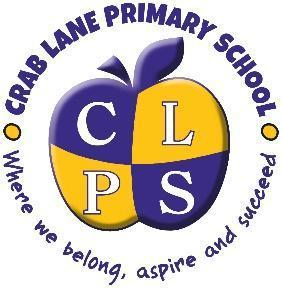 CRAB LANE PRIMARY SCHOOL
C L
P S
Where we belong, aspire and succeed